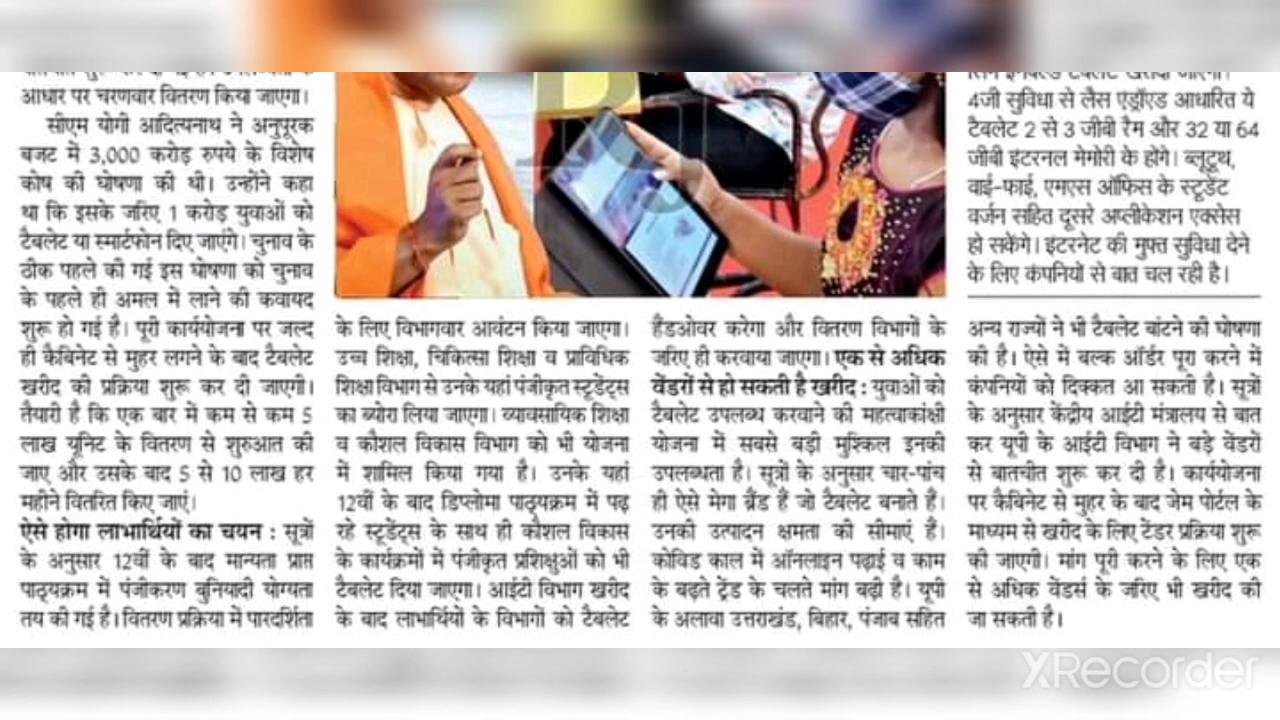 आधार पर चरणवार वितरण किया जाएगा।
सीएम योगी आदित्यनाथ ने अनुपूरक
बजट में 3,000 करोड़ रुपये के विशेष
कोष की घोषणा की थी। उन्होंने कहा
था कि इसके जरिए 1 करोड़ युवाओं को
टैबलेट या स्मार्टफोन दिए जाएंगे। चुनाव के
ठीक पहले की गई इस घोषणा को चुनाव
के पहले ही अमल में लाने की कवायद
शुरू हो गई है। पूरी कार्ययोजना पर जल्द
ही कैबिनेट से मुहर लगने के बाद टैबलेट
खरीद की प्रक्रिया शुरू कर दी जाएगी।
तैयारी है कि एक बार में कम से कम 5
लाख यूनिट के वितरण से शुरुआत की
जाए और उसके बाद 5 से 10 लाख हर
महीने वितरित किए जाएं।
ऐसे होगा लाभार्थियों का चयन : सूत्रों
के अनुसार 12वीं के बाद मान्यता प्राप्त
पाठ्यक्रम में पंजीकरण बुनियादी योग्यता
तय की गई है। वितरण प्रक्रिया में पारदर्शिता
के लिए विभागवार आवंटन किया जाएगा।
उच्च शिक्षा, चिकित्सा शिक्षा व प्राविधिक
शिक्षा विभाग से उनके यहां पंजीकृत स्टूडेंट्स
का ब्योरा लिया जाएगा। व्यावसायिक शिक्षा
व कौशल विकास विभाग को भी योजना
में शामिल किया गया है। उनके यहां
12वीं के बाद डिप्लोमा पाठ्यक्रम में पढ़
रहे स्टूडेंट्स के साथ ही कौशल विकास
के कार्यक्रमों में पंजीकृत प्रशिक्षुओं को भी
टैबलेट दिया जाएगा। आईटी विभाग खरीद
के बाद लाभार्थियों के विभागों को टैबलेट
हैंडओवर करेगा और वितरण विभागों के
जरिए ही करवाया जाएगा। एक से अधिक
वेंडरों से हो सकती है खरीद : युवाओं को
टैबलेट उपलब्ध करवाने की महत्वाकांक्षी
योजना में सबसे बड़ी मुश्किल इनकी
उपलब्धता है। सूत्रों के अनुसार चार-पांच
ही ऐसे मेगा ब्रैंड हैं जो टैबलेट बनाते हैं।
उनकी उत्पादन क्षमता की सीमाएं हैं।
कोविड काल में ऑनलाइन पढ़ाई व काम
के बढ़ते ट्रेंड के चलते मांग बढ़ी है। यूपी
के अलावा उत्तराखंड, बिहार, पंजाब सहित
लिन इनेबल्ड टैबलेट खरीदा जाएगा।
4जी सुविधा से लैस एंड्रॉएड आधारित ये
टैबलेट 2 से 3 जीबी रैम और 32 या 64
जीबी इंटरनल मेमोरी के होंगे। ब्लूटूथ,
वाई-फाई, एमएस ऑफिस के स्टूडेंट
वर्जन सहित दूसरे अप्लीकेशन एक्सेस
हो सकेंगे। इंटरनेट की मुफ्त सुविधा देने
के लिए कंपनियों से बात चल रही है।
अन्य राज्यों ने भी टैबलेट बांटने की घोषणा
की है। ऐसे में बल्क ऑर्डर पूरा करने में
कंपनियों को दिक्कत आ सकती है। सूत्रों
के अनुसार केंद्रीय आईटी मंत्रालय से बात
कर यूपी के आईटी विभाग ने बड़े वेंडरों
से बातचीत शुरू कर दी है। कार्ययोजना
पर कैबिनेट से मुहर के बाद जेम पोर्टल के
माध्यम से खरीद के लिए टेंडर प्रक्रिया शुरू
की जाएगी। मांग पूरी करने के लिए एक
से अधिक वेंडर्स के जरिए भी खरीद की
जा सकती है।
XRecorder